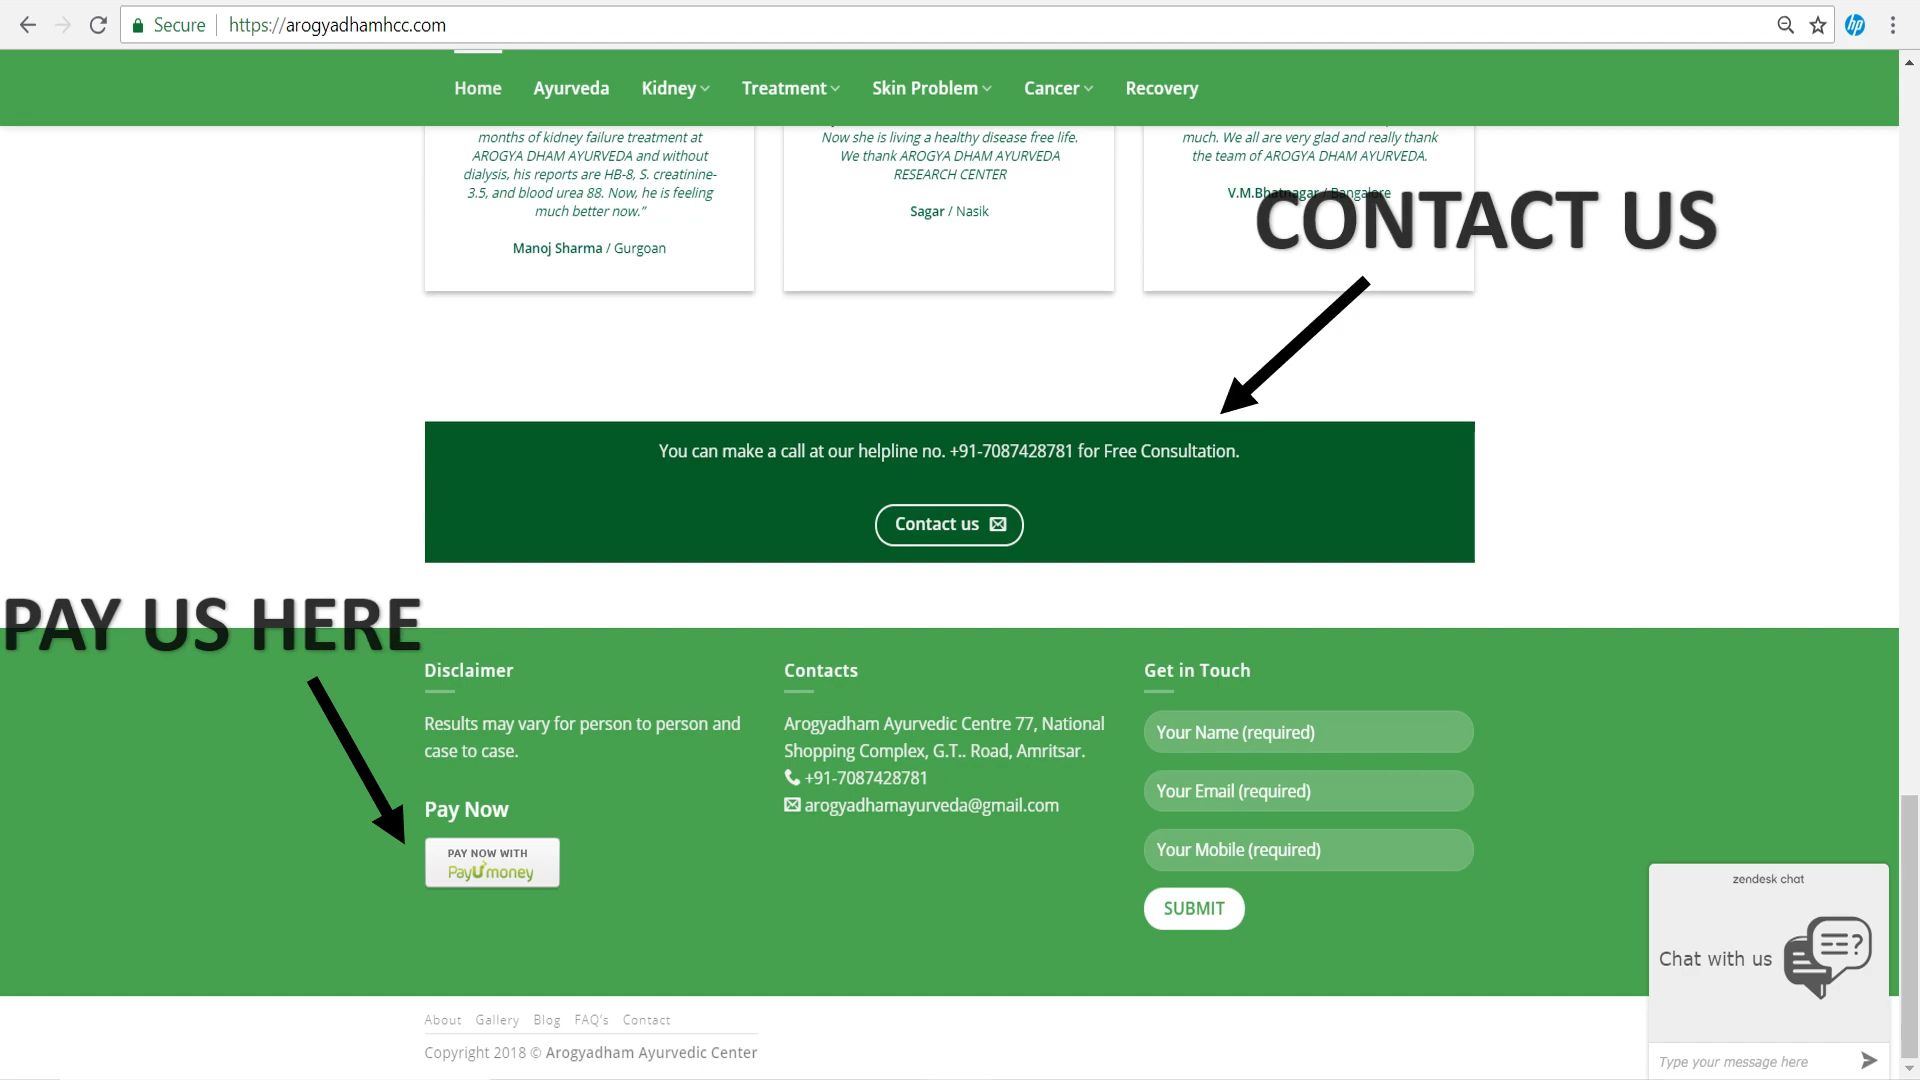 Secure https://arogyadhamhcc.com
Home Ayurveda Kidney Treatment Skin Problem Cancer Recovery
months of kidney failure treatment at
AROGYA DHAM AYURVEDA and without
dialysis, his reports are HB-8, S. creatinine-
3.5, and blood urea 88. Now, he is feeling
much better now.”
Manoj Sharma / Gurgoan
Now she is living a healthy disease free life.
We thank AROGYA DHAM AYURVEDA
RESEARCH CENTER
Sagar / Nasik
much. We all are very glad and really thank
the team of AROGYA DHAM AYURVEDA.
V.M.Bhatnagar / Bangalore
CONTACT US
You can make a call at our helpline no. +91-7087428781 for Free Consultation.
Contact us
PAY US HERE
Disclaimer
Results may vary for person to person and
case to case.
Pay Now
PAY NOW WITH
PayUmoney
Contacts
Arogyadham Ayurvedic Centre 77, National
Shopping Complex, G.T.. Road, Amritsar.
+91-7087428781
arogyadhamayurveda@gmail.com
Get in Touch
Your Name (required)
Your Email (required)
Your Mobile (required)
SUBMIT
zendesk chat
Chat with us
Type your message here
About Gallery Blog FAQ's Contact
Copyright 2018 © Arogyadham Ayurvedic Center